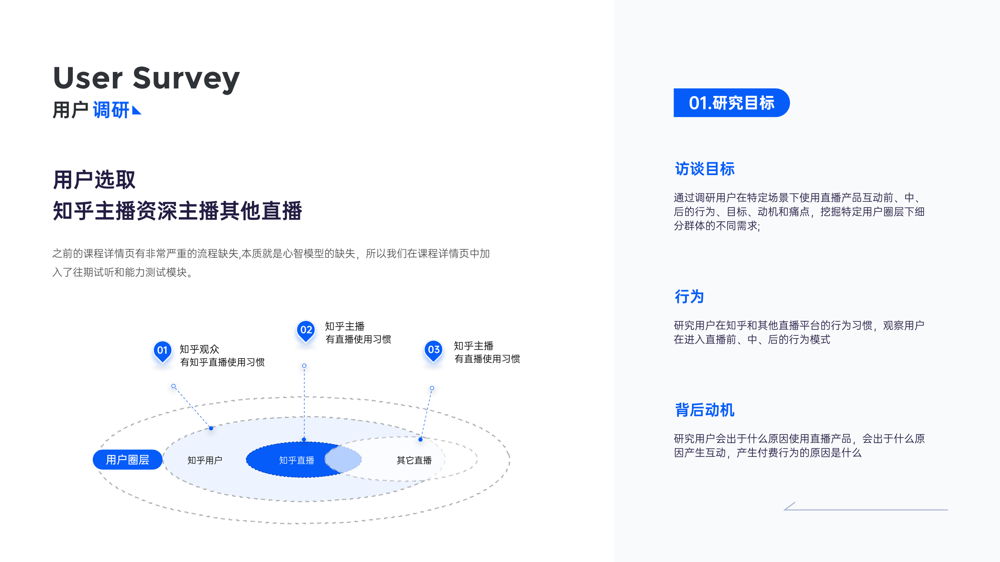 User Survey
用户 调研
用户选取
知乎主播资深主播其他直播
之前的课程详情页有非常严重的流程缺失,本质就是心智模型的缺失，所以我们在课程详情页中加
入了往期试听和能力测试模块。
01
知乎观众
有知乎直播使用习惯
02
知乎主播
有直播使用习惯
03
知乎主播
有直播使用习惯
用户圈层
知乎用户
知乎直播
其它直播
01.研究目标
访谈目标
通过调研用户在特定场景下使用直播产品互动前、中、
后的行为、目标、动机和痛点，挖掘特定用户圈层下细
分群体的不同需求;
行为
研究用户在知乎和其他直播平台的行为习惯，观察用户
在进入直播前、中、后的行为模式
背后动机
研究用户会出于什么原因使用直播产品，会出于什么原
因产生互动，产生付费行为的原因是什么